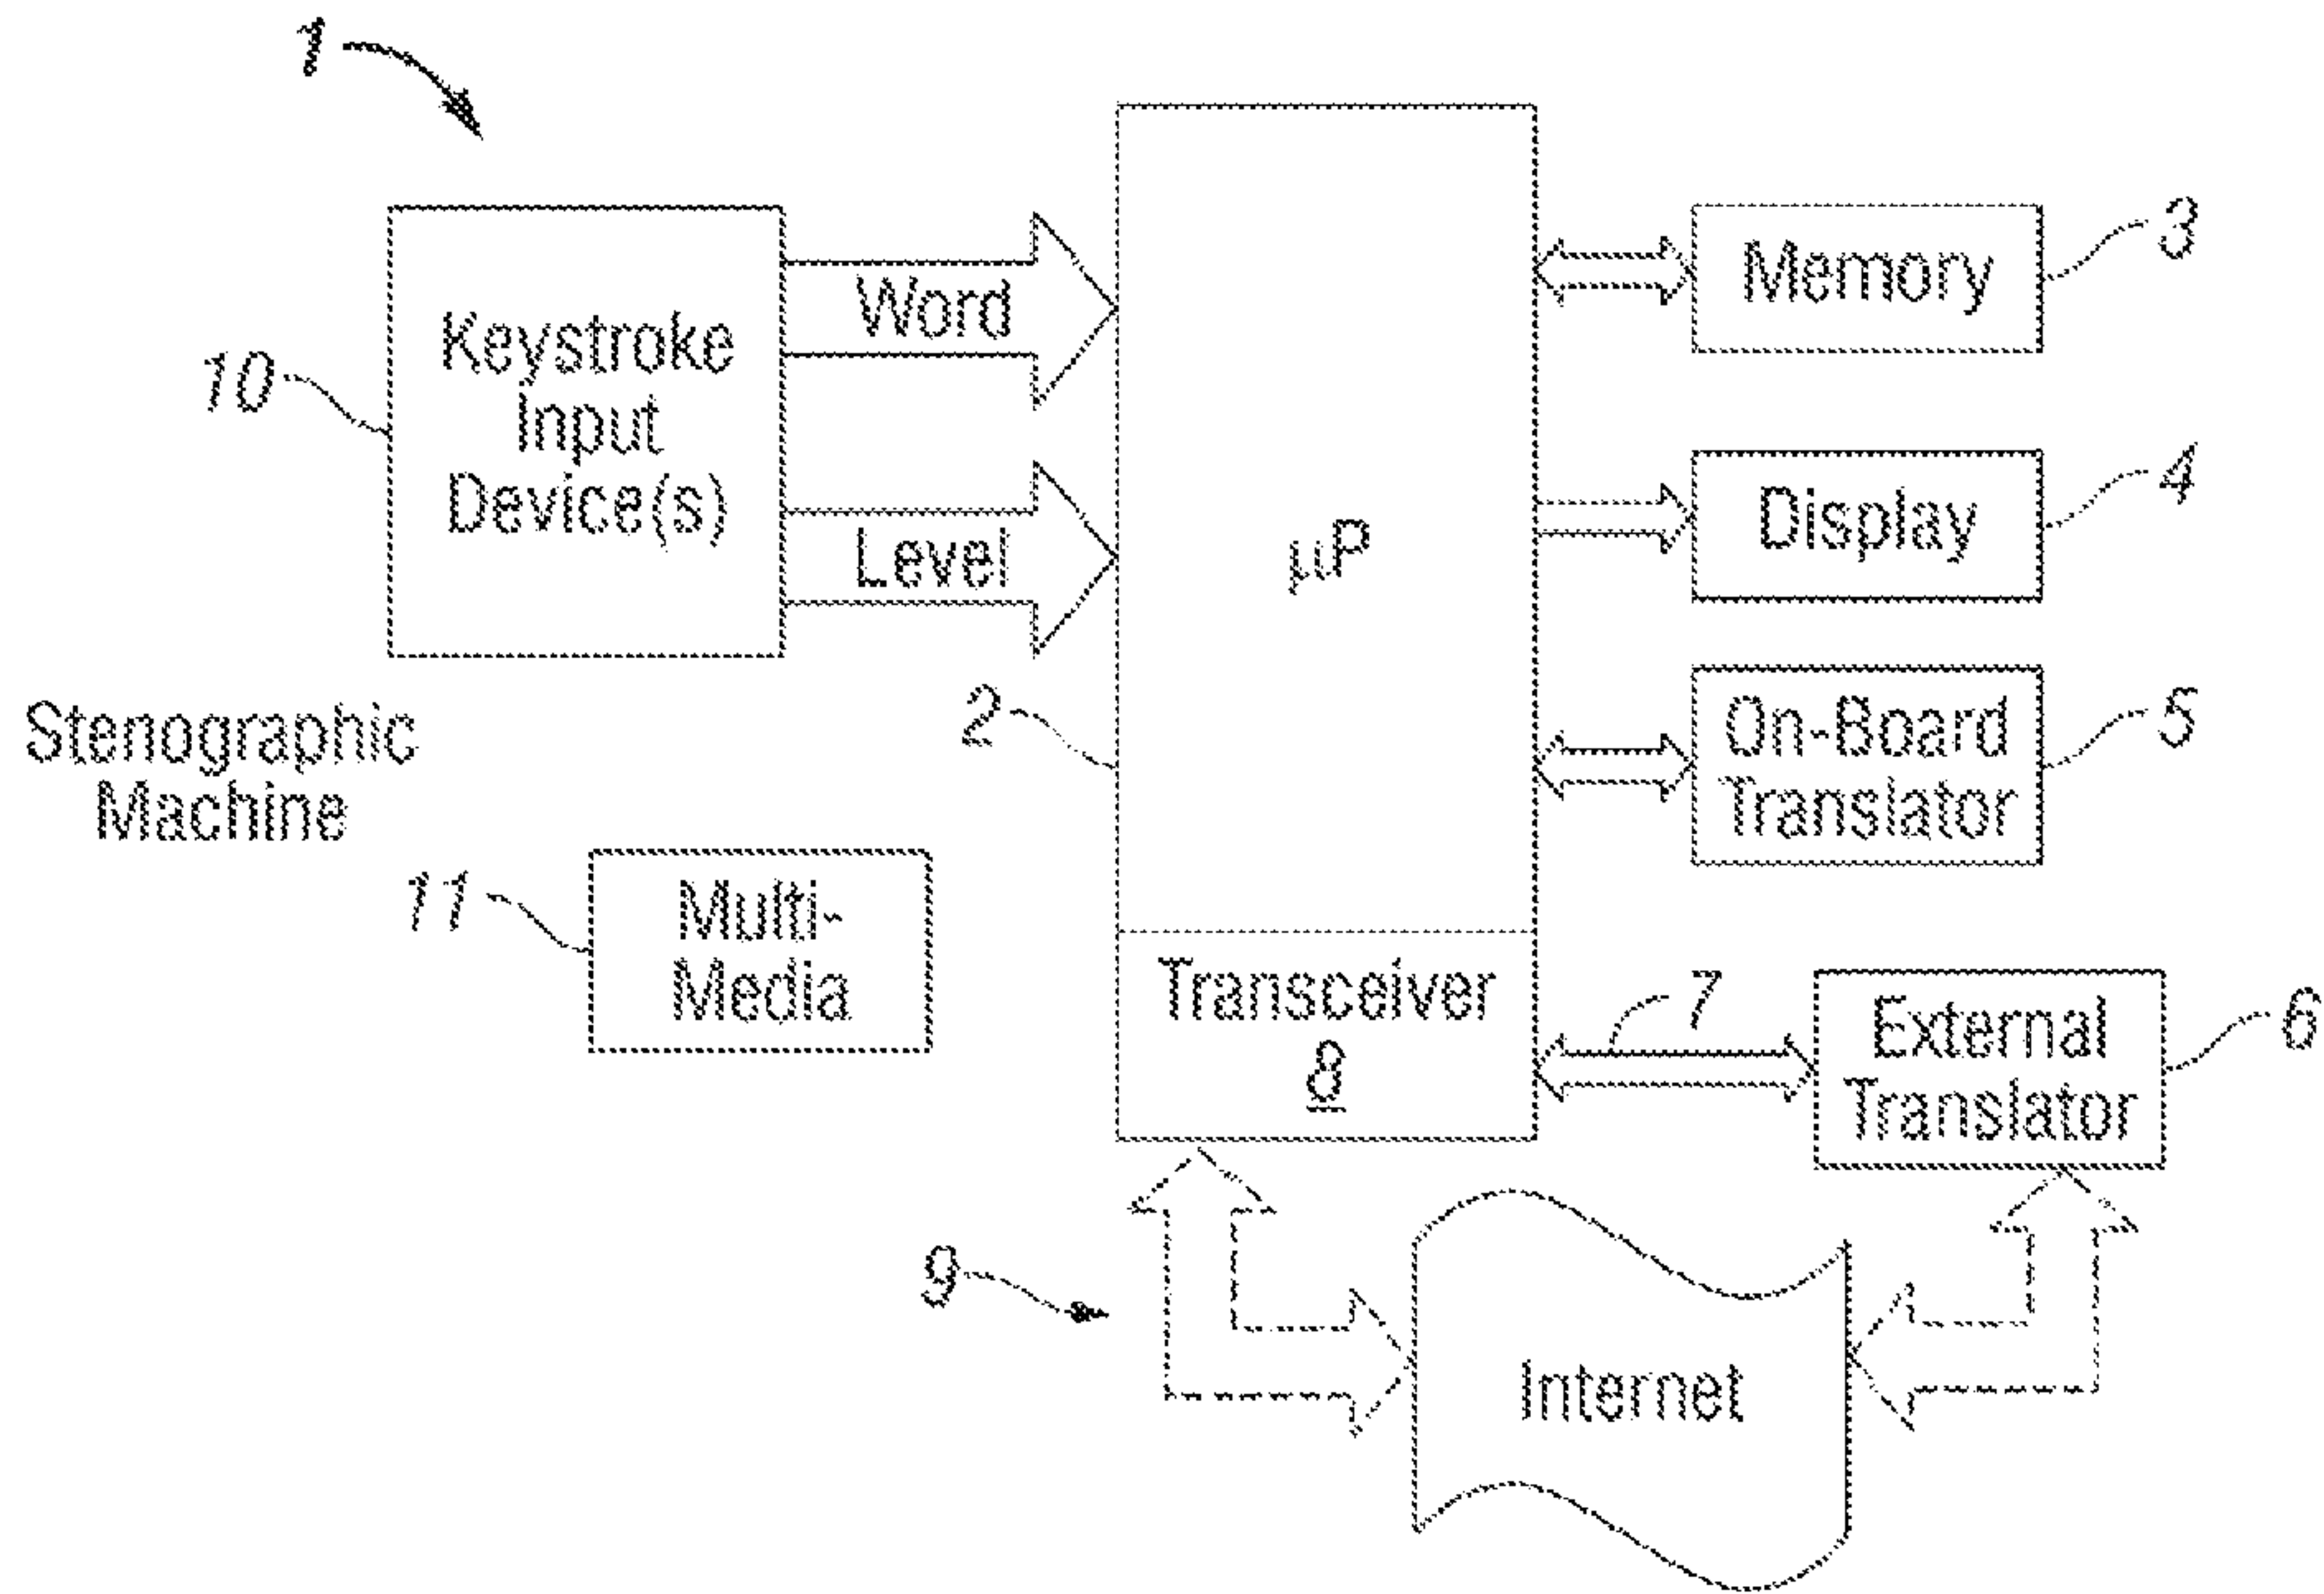 1
Keystroke
Input
Device(s)
10
Word
Level
μP
2
Memory
3
Display
4
On-Board
Translator
5
Stenographic
Machine
11
Multi-
Media
Transceiver
8
7
External
Translator
6
9
Internet